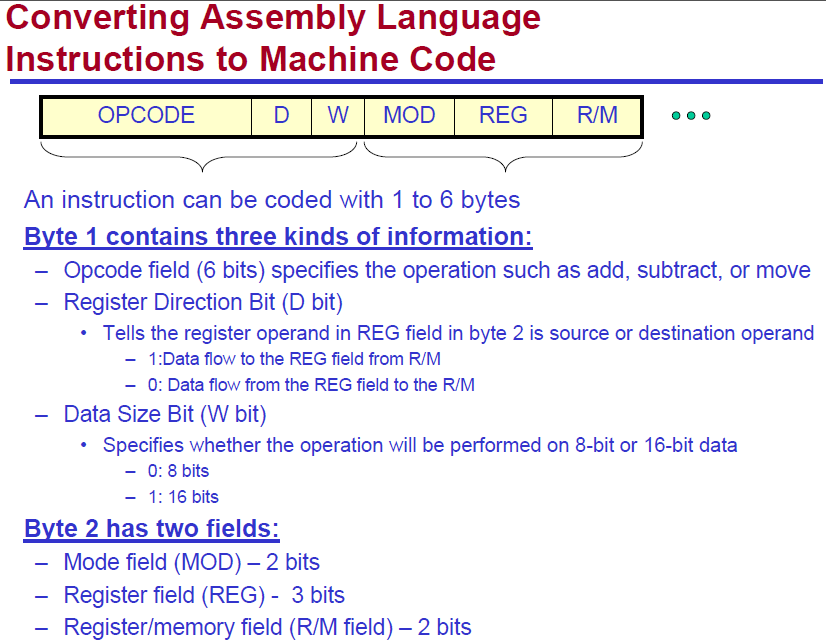 Converting Assembly Language
Instructions to Machine Code
OPCODE D W MOD REG R/M
An instruction can be coded with 1 to 6 bytes
Byte 1 contains three kinds of information:
– Opcode field (6 bits) specifies the operation such as add, subtract, or move
– Register Direction Bit (D bit)
• Tells the register operand in REG field in byte 2 is source or destination operand
– 1:Data flow to the REG field from R/M
– 0: Data flow from the REG field to the R/M
– Data Size Bit (W bit)
• Specifies whether the operation will be performed on 8-bit or 16-bit data
– 0: 8 bits
– 1: 16 bits
Byte 2 has two fields:
– Mode field (MOD) – 2 bits
– Register field (REG) - 3 bits
– Register/memory field (R/M field) – 2 bits